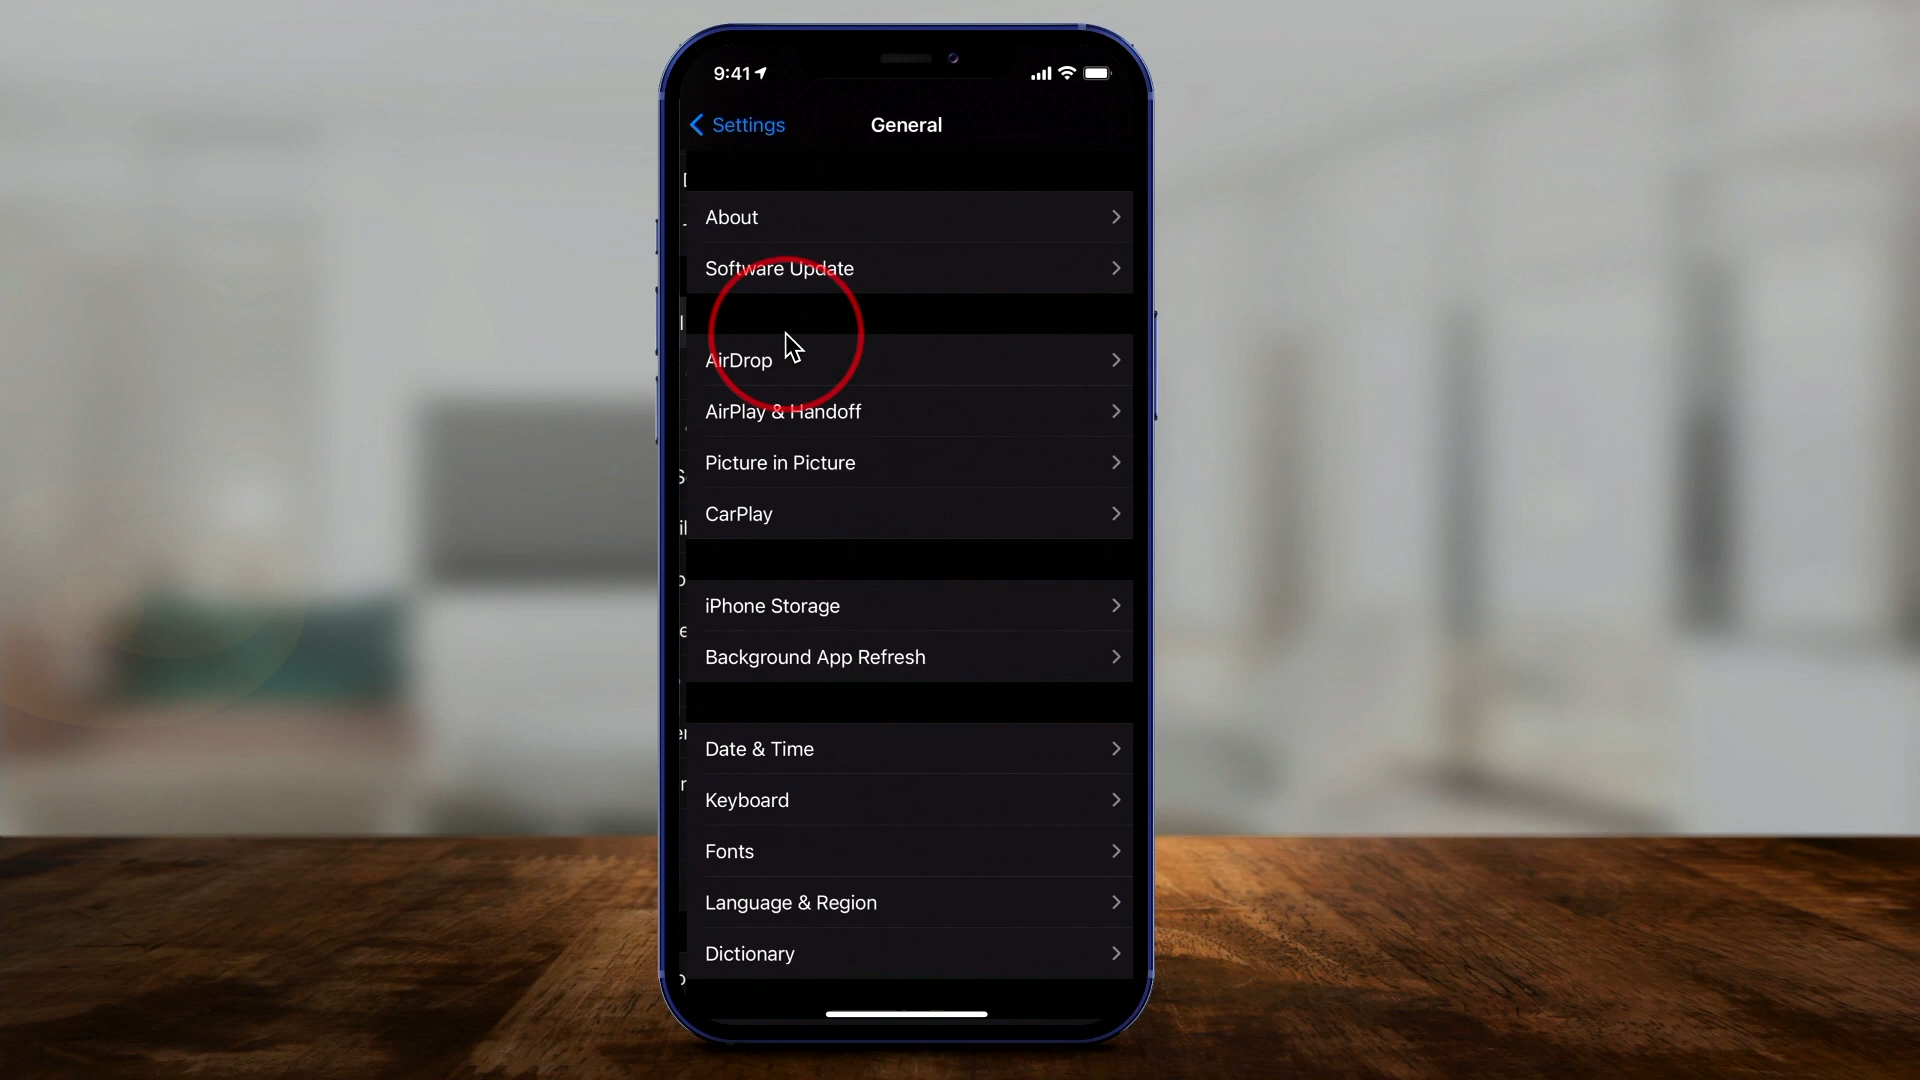 9:41
Settings
General
About
Software Update
AirDrop
AirPlay & Handoff
Picture in Picture
CarPlay
iPhone Storage
Background App Refresh
Date & Time
Keyboard
Fonts
Language & Region
Dictionary